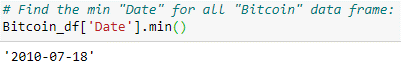 # Find the min "Date" for all "Bitcoin" data frame:
Bitcoin_df['Date'].min()
'2010-07-18'